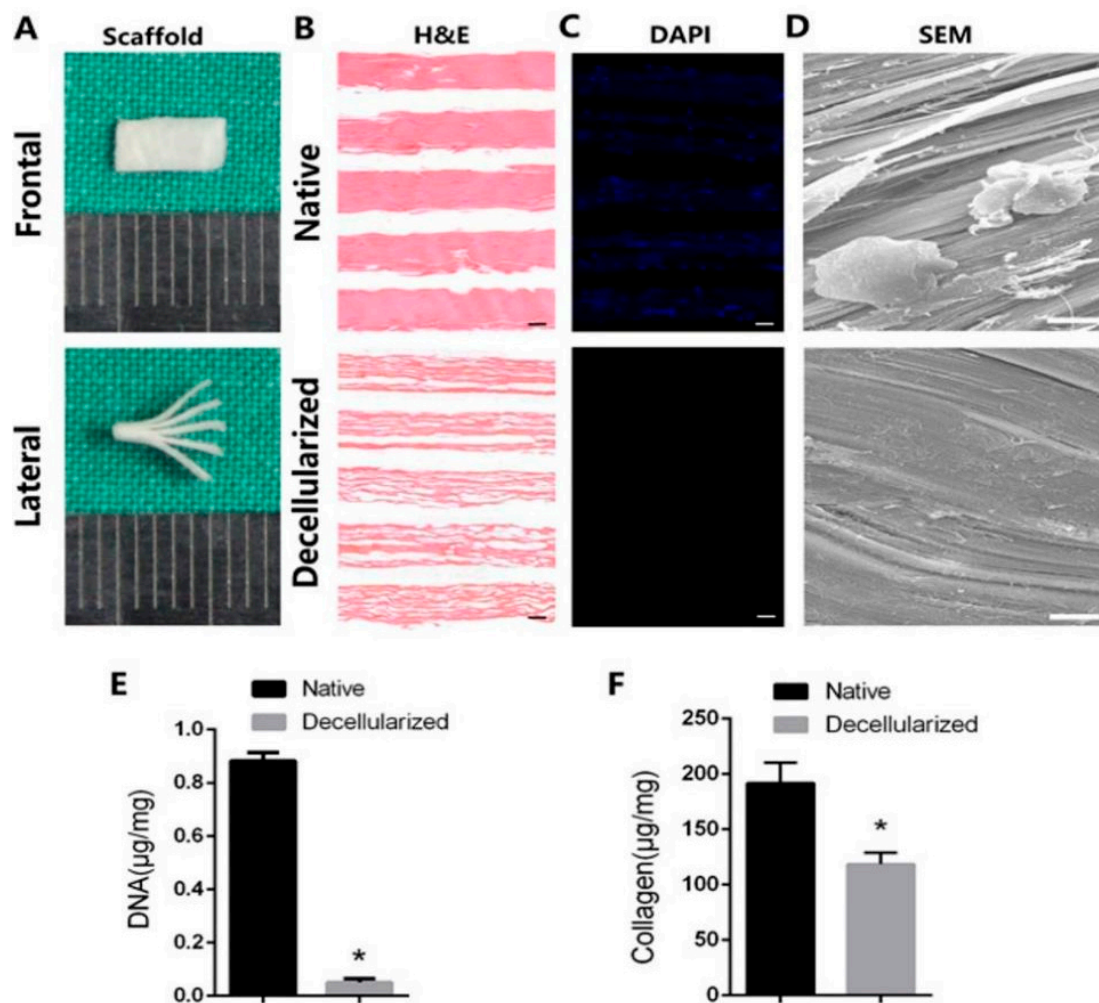 A Scaffold B H&E C DAPI D SEM
Frontal
Native
Lateral
Decellularized
E
Native
Decellularized
DNA(μg/mg)
1.0
0.8
0.6
0.4
0.2
0.0
*
F
Native
Decellularized
Collagen(μg/mg)
250
200
150
100
50
0
*